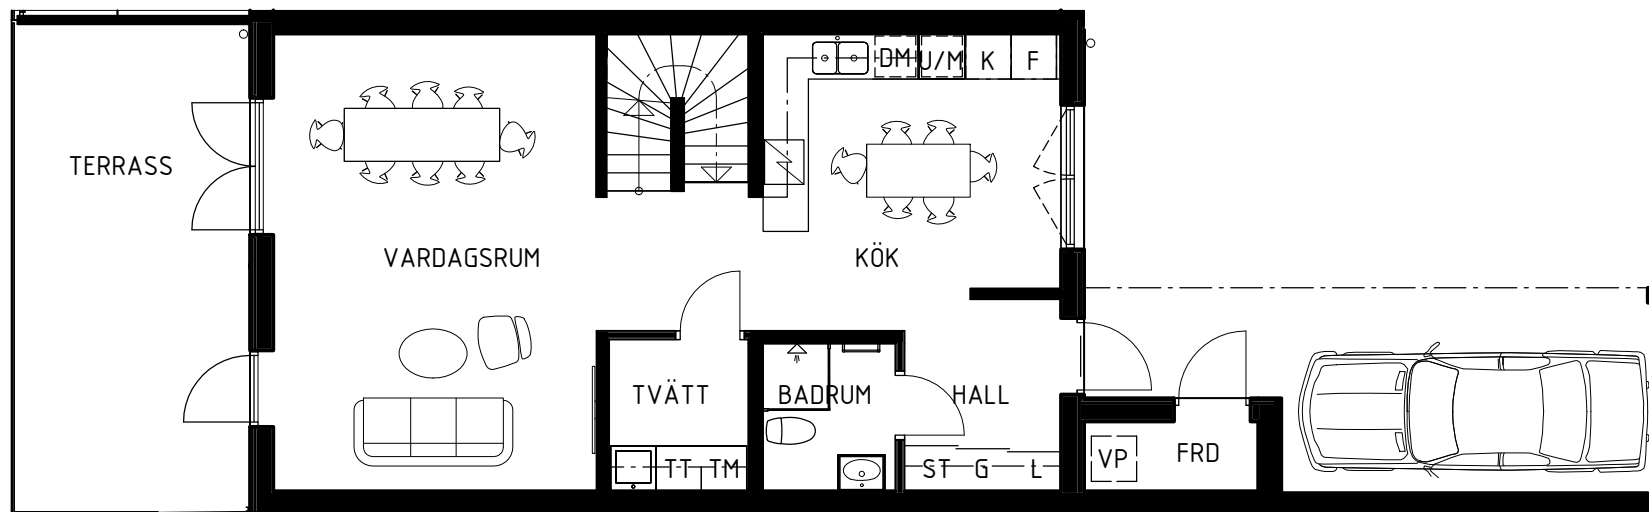 DM U/M K F
TERRASS
VARDAGSRUM
KÖK
TVÄTT
BADRUM
HALL
TT TM
ST G L
VP
FRD